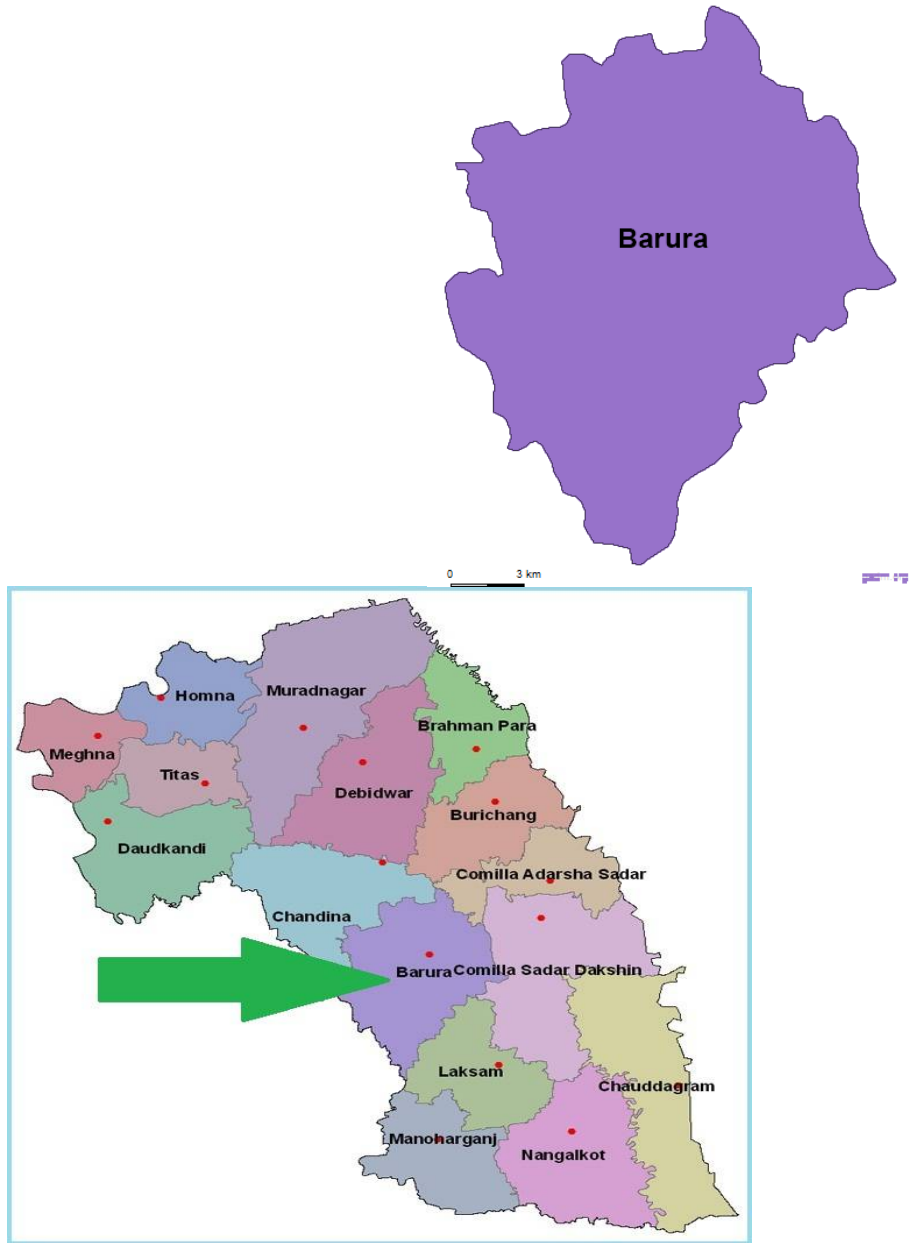 Barura
0 3 km
Homna
Muradnagar
Brahman Para
Meghna
Titas
Debidwar
Burichang
Daudkandi
Comilla Adarsha Sadar
Chandina
Barura
Comilla Sadar Dakshin
Laksam
Chauddagram
Manoharganj
Nangalkot